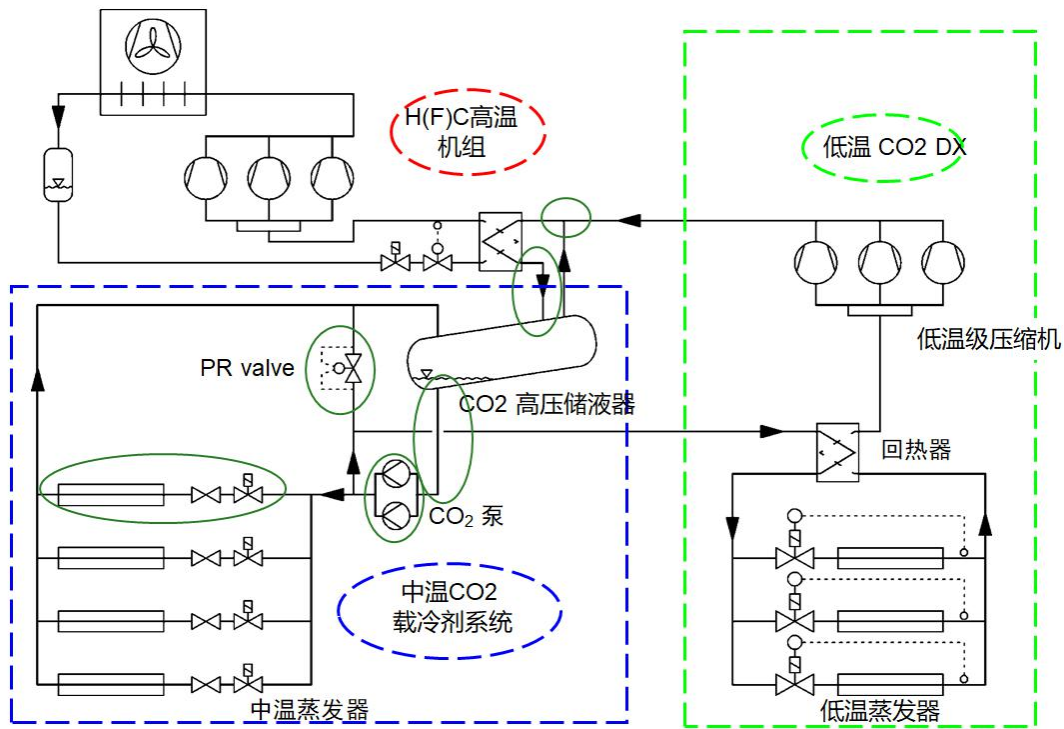 H(F)C高温
机组
低温 CO2 DX
低温级压缩机
PR valve
CO2 高压储液器
回热器
CO₂ 泵
中温CO2
载冷剂系统
中温蒸发器
低温蒸发器